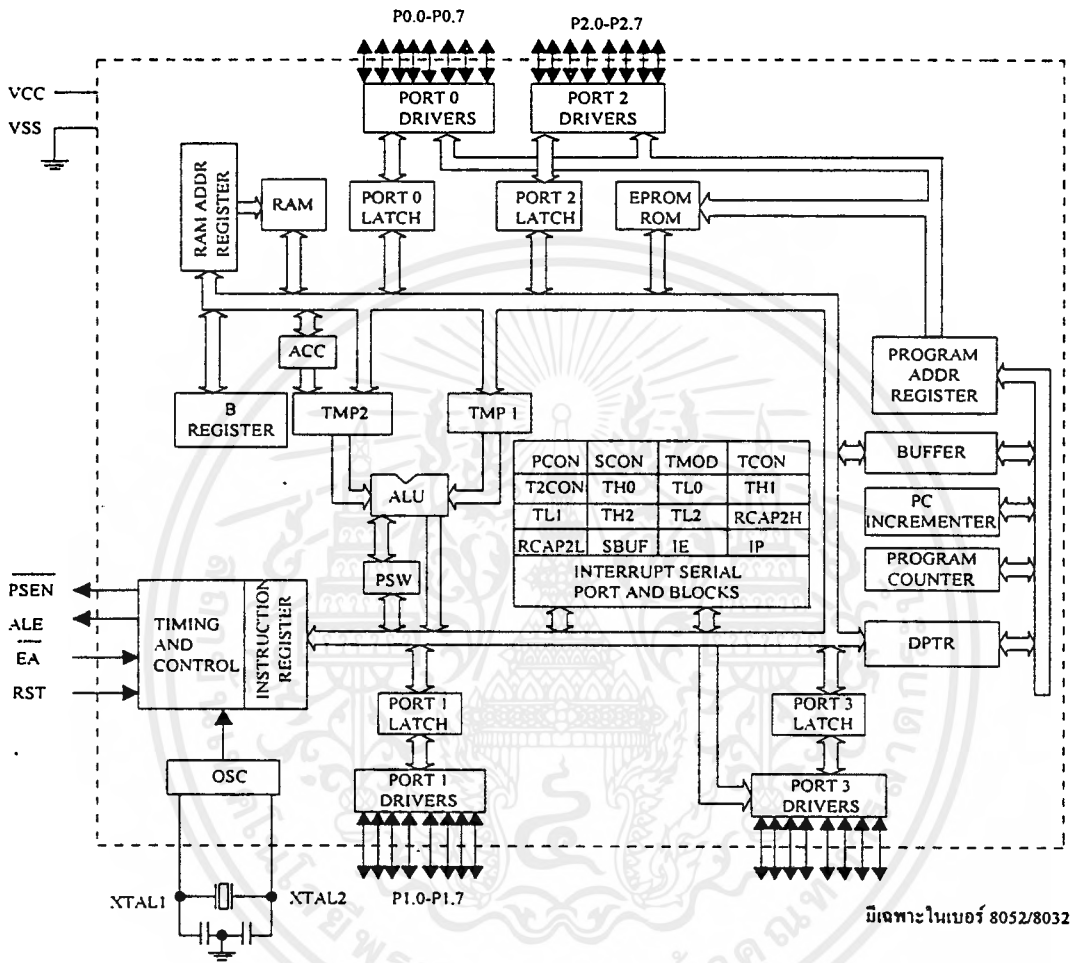 P0.0-P0.7
P2.0-P2.7
VCC
VSS
PORT 0
DRIVERS
PORT 2
DRIVERS
RAM ADDR
REGISTER
RAM
PORT 0
LATCH
PORT 2
LATCH
EPROM
ROM
ACC
B
REGISTER
TMP2
TMP 1
PROGRAM
ADDR
REGISTER
BUFFER
PC
INCREMENTER
PROGRAM
COUNTER
DPTR
ALU
PSW
PCON SCON TMOD TCON
T2CON TH0 TL0 TH1
TL1 TH2 TL2 RCAP2H
RCAP2L SBUF IE IP
INTERRUPT SERIAL
PORT AND BLOCKS
PSEN
ALE
EA
RST
TIMING
AND
CONTROL
INSTRUCTION
REGISTER
PORT 1
LATCH
PORT 3
LATCH
OSC
PORT 1
DRIVERS
PORT 3
DRIVERS
XTAL1
XTAL2
P1.0-P1.7
มีเฉพาะในเบอร์ 8052/8032